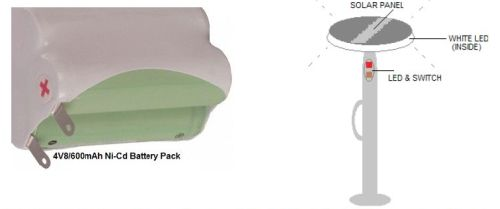 SOLAR PANEL
WHITE LED
(INSIDE)
LED & SWITCH
4V8/600mAh Ni-Cd Battery Pack